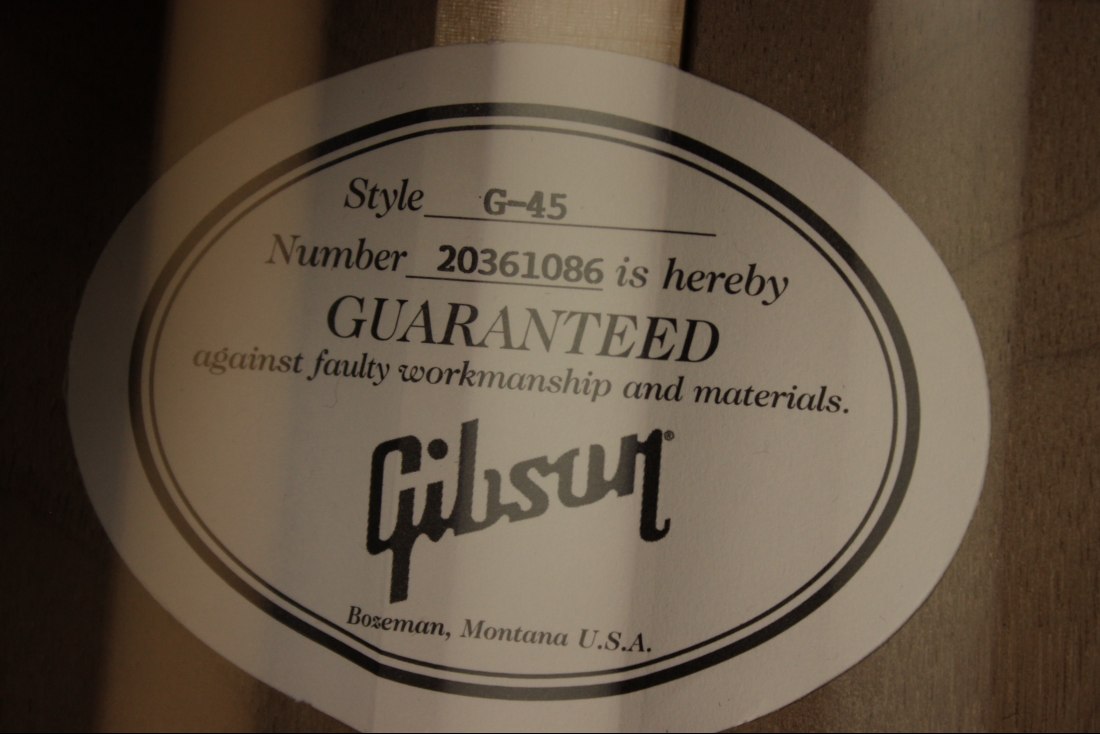 Style G-45
Number 20361086 is hereby
GUARANTEED
against faulty workmanship and materials.
Gibson®
Bozeman, Montana U.S.A.